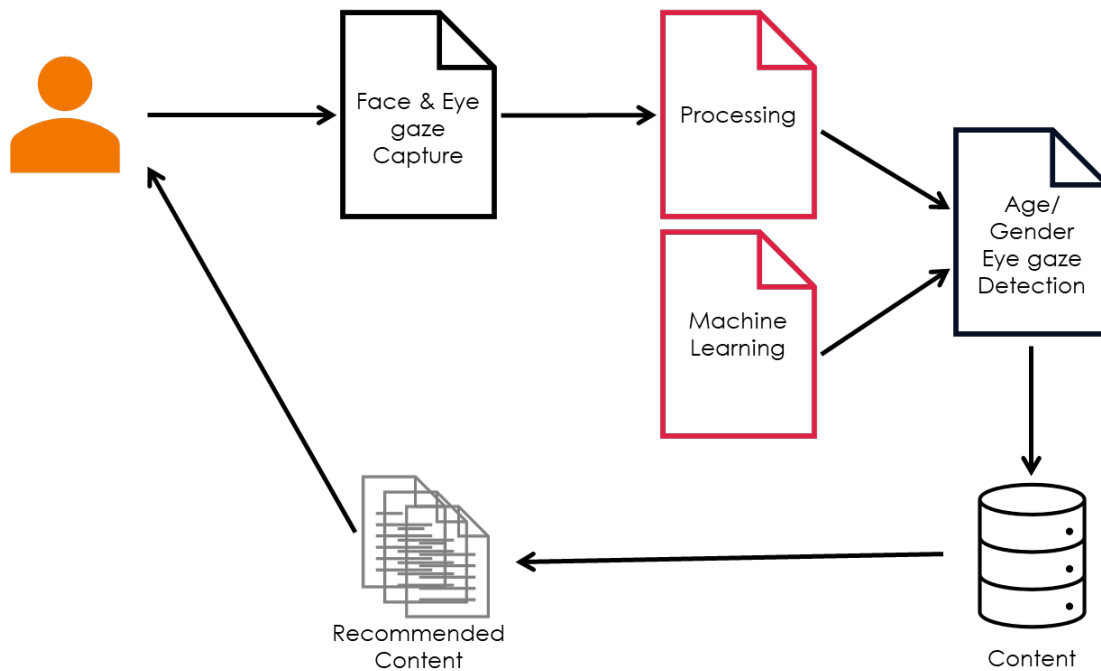 Face & Eye
gaze
Capture
Processing
Machine
Learning
Age/
Gender
Eye gaze
Detection
Recommended
Content
Content